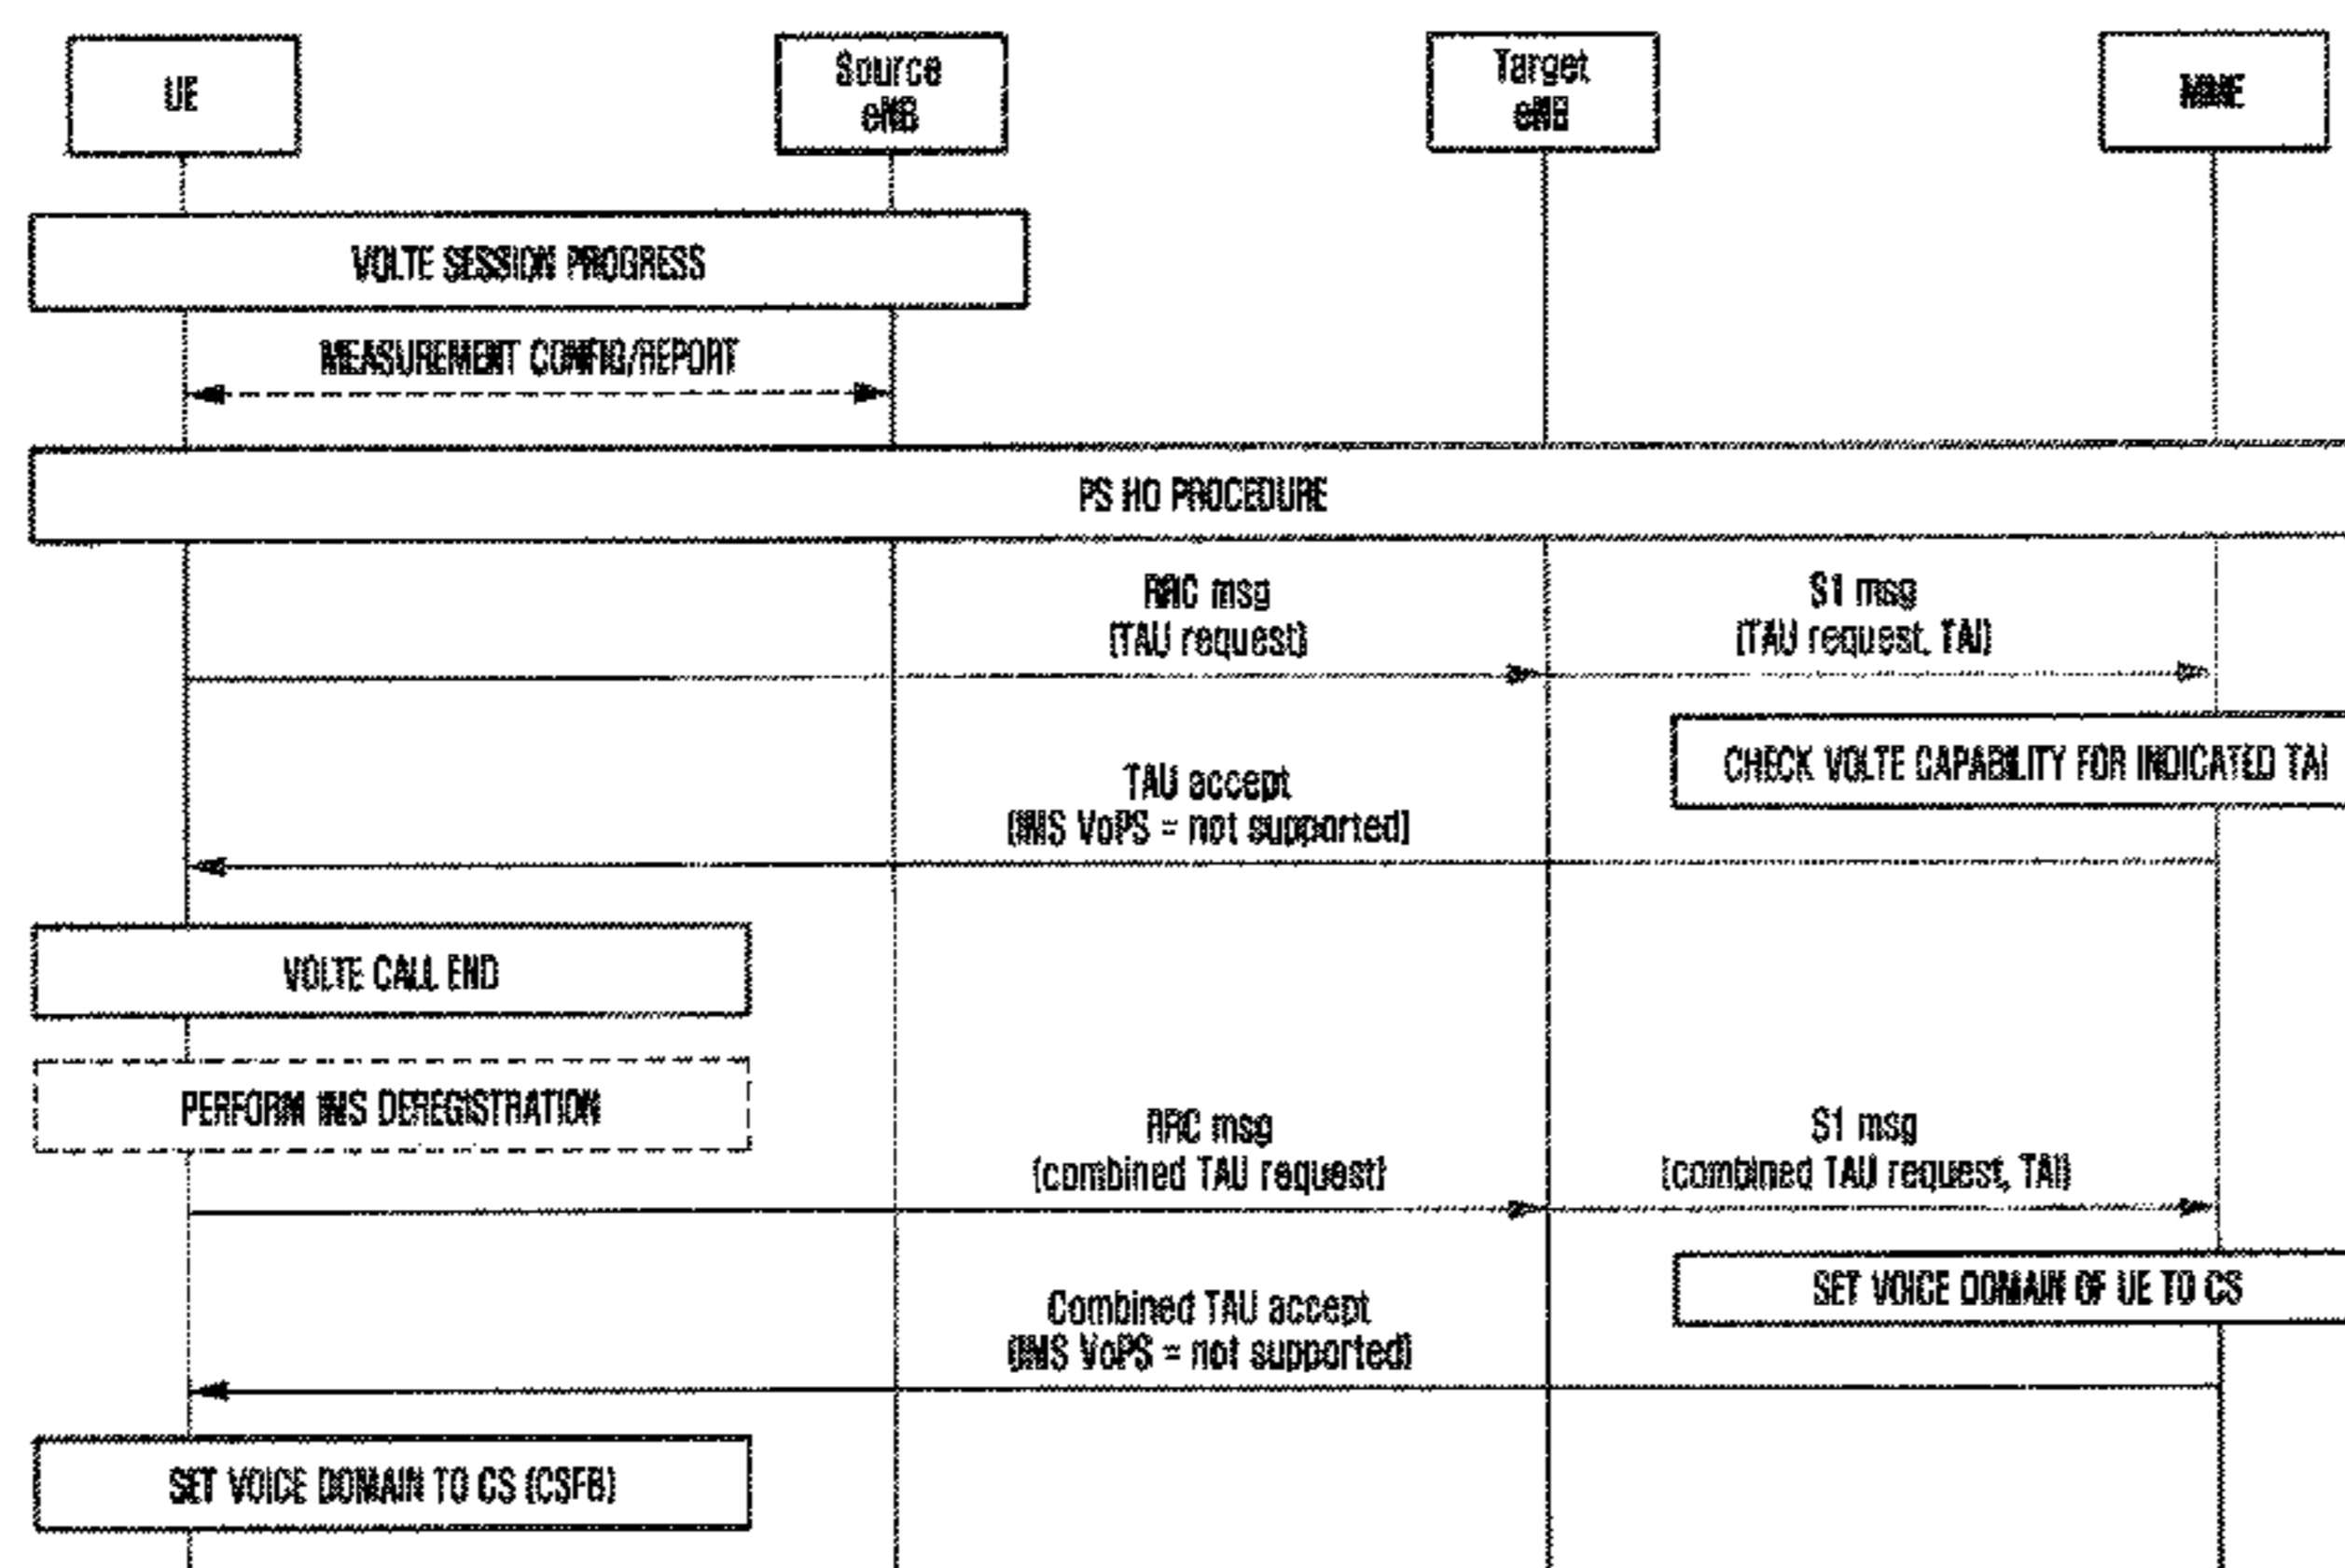 UE
Source
eNB
Target
eNB
MME
VOLTE SESSION PROGRESS
MEASUREMENT CONFIG/REPORT
PS HO PROCEDURE
RRC msg
(TAU request)
S1 msg
(TAU request, TAI)
CHECK VOLTE CAPABILITY FOR INDICATED TAI
TAU accept
(IMS VoPS = not supported)
VOLTE CALL END
PERFORM IMS DEREGISTRATION
RRC msg
(combined TAU request)
S1 msg
(combined TAU request, TAI)
SET VOICE DOMAIN OF UE TO CS
Combined TAU accept
(IMS VoPS = not supported)
SET VOICE DOMAIN TO CS (CSFB)